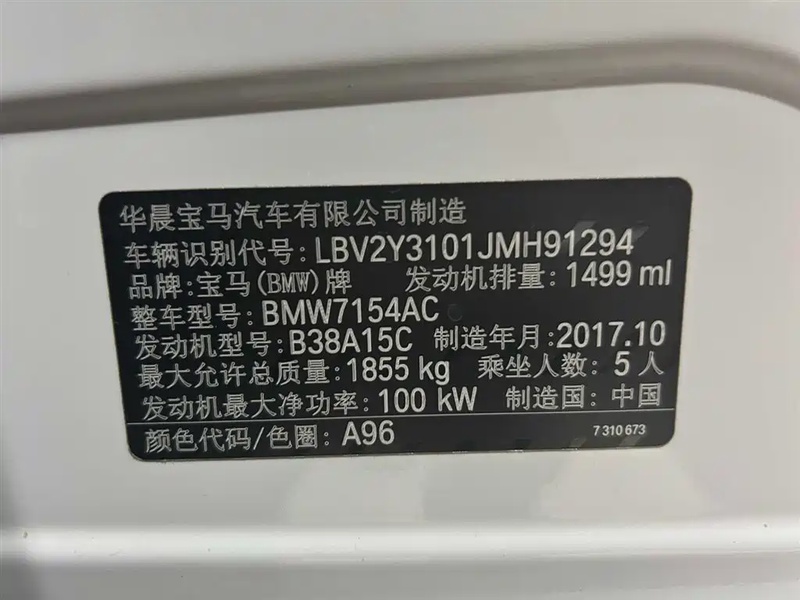 华晨宝马汽车有限公司制造
车辆识别代号: LBV2Y3101JMH91294
品牌:宝马(BMW)牌 发动机排量: 1499 ml
整车型号: BMW7154AC
发动机型号: B38A15C 制造年月: 2017.10
最大允许总质量: 1855 kg 乘坐人数: 5 人
发动机最大净功率: 100 kW 制造国: 中国
颜色代码/色圈: A96 7 310 673